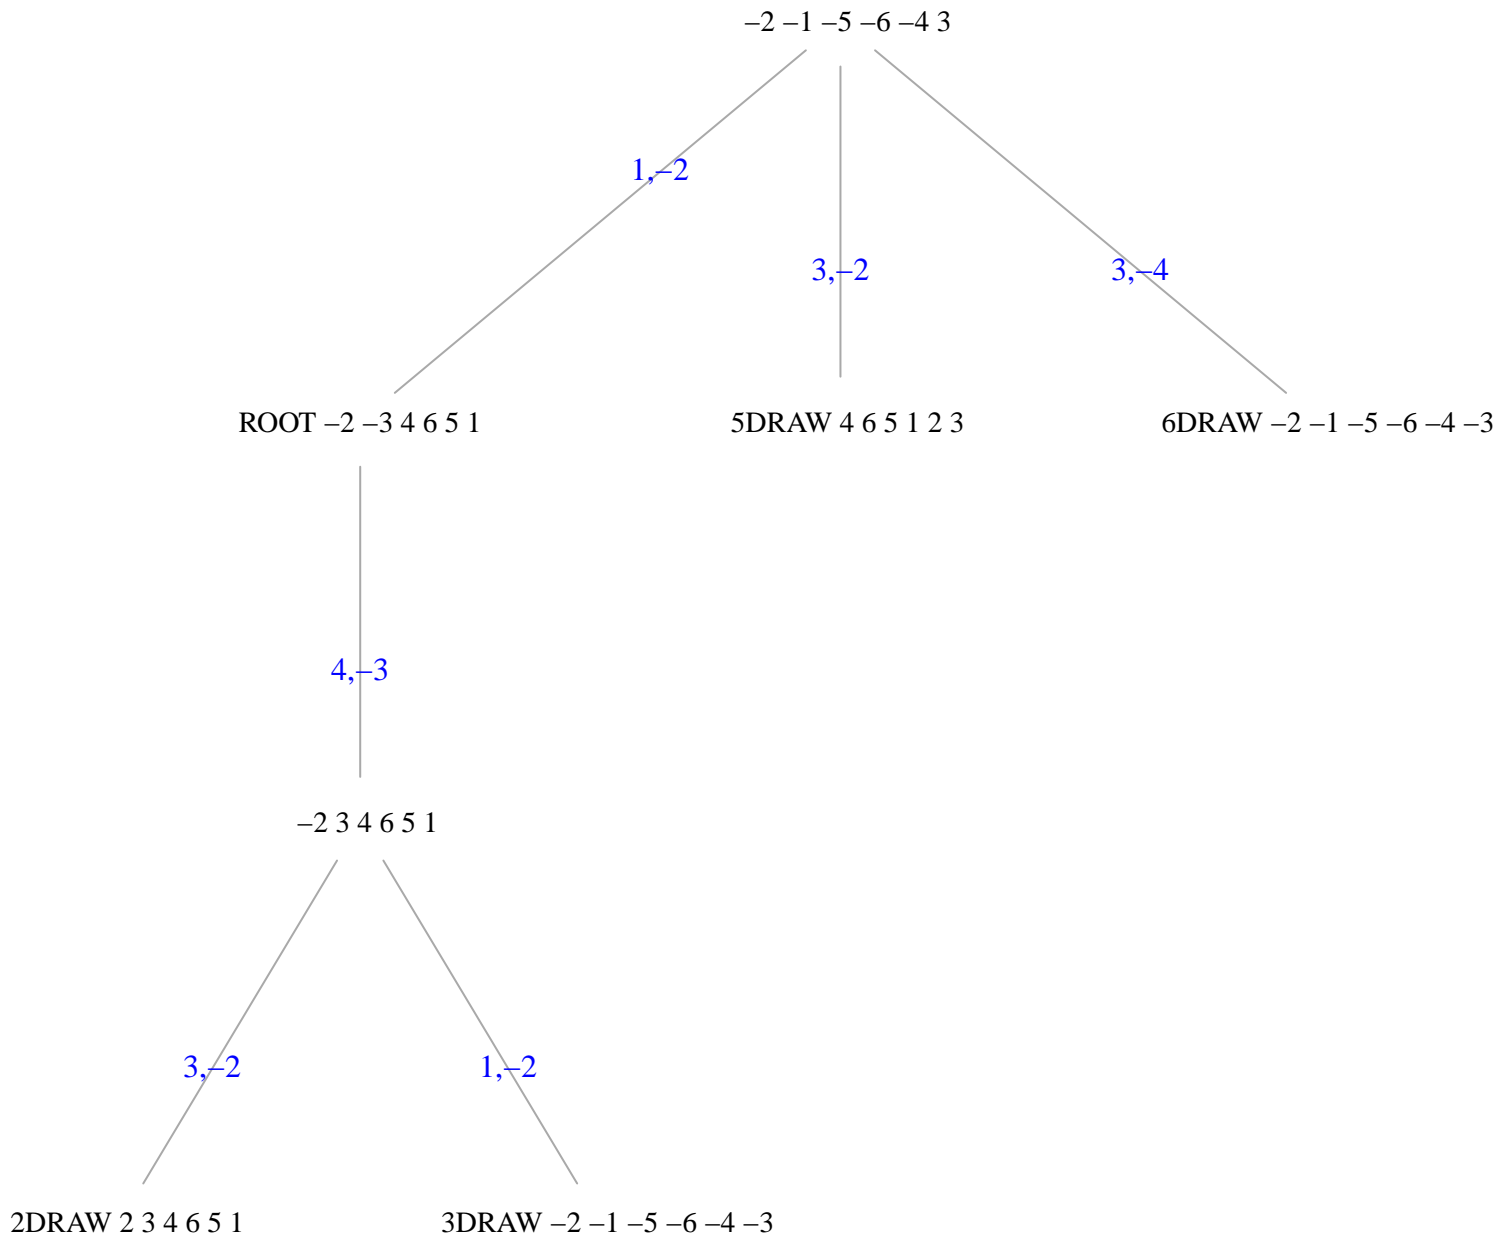 –2 –1 –5 –6 –4 3
1,–2
3,–2
3,–4
ROOT –2 –3 4 6 5 1
5DRAW 4 6 5 1 2 3
6DRAW –2 –1 –5 –6 –4 –3
4,–3
–2 3 4 6 5 1
3,–2
1,–2
2DRAW 2 3 4 6 5 1
3DRAW –2 –1 –5 –6 –4 –3